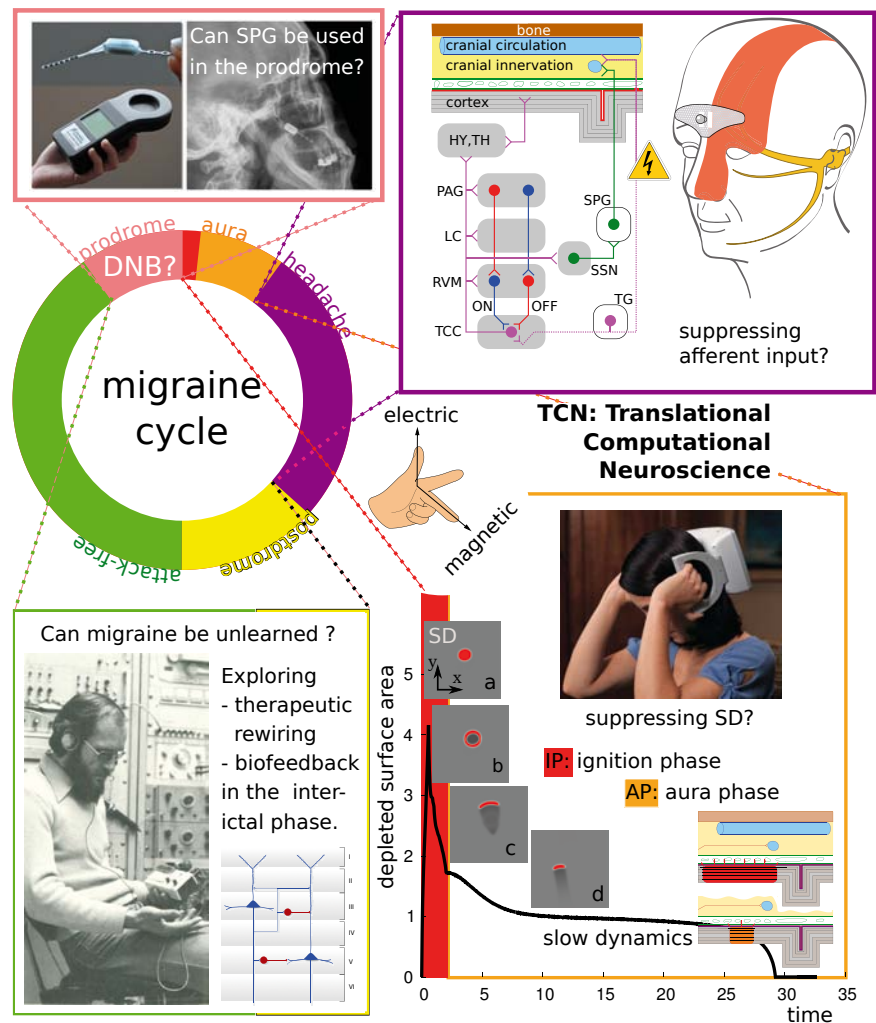 Can SPG be used
in the prodrome?
bone
cranial circulation
cranial innervation
cortex
HY,TH
PAG
SPG
LC
SSN
RVM
ON
OFF
TG
TCC
suppressing
afferent input?
prodrome
aura
headache
DNB?
migraine
cycle
postdrome
attack-free
electric
magnetic
TCN: Translational
Computational
Neuroscience
Can migraine be unlearned ?
Exploring
- therapeutic
rewiring
- biofeedback
in the inter-
ictal phase.
I
II
III
IV
V
VI
SD
y
x
a
b
c
d
suppressing SD?
IP: ignition phase
AP: aura phase
slow dynamics
depleted surface area
5
4
3
2
1
0
0
5
10
15
20
25
30
35
time